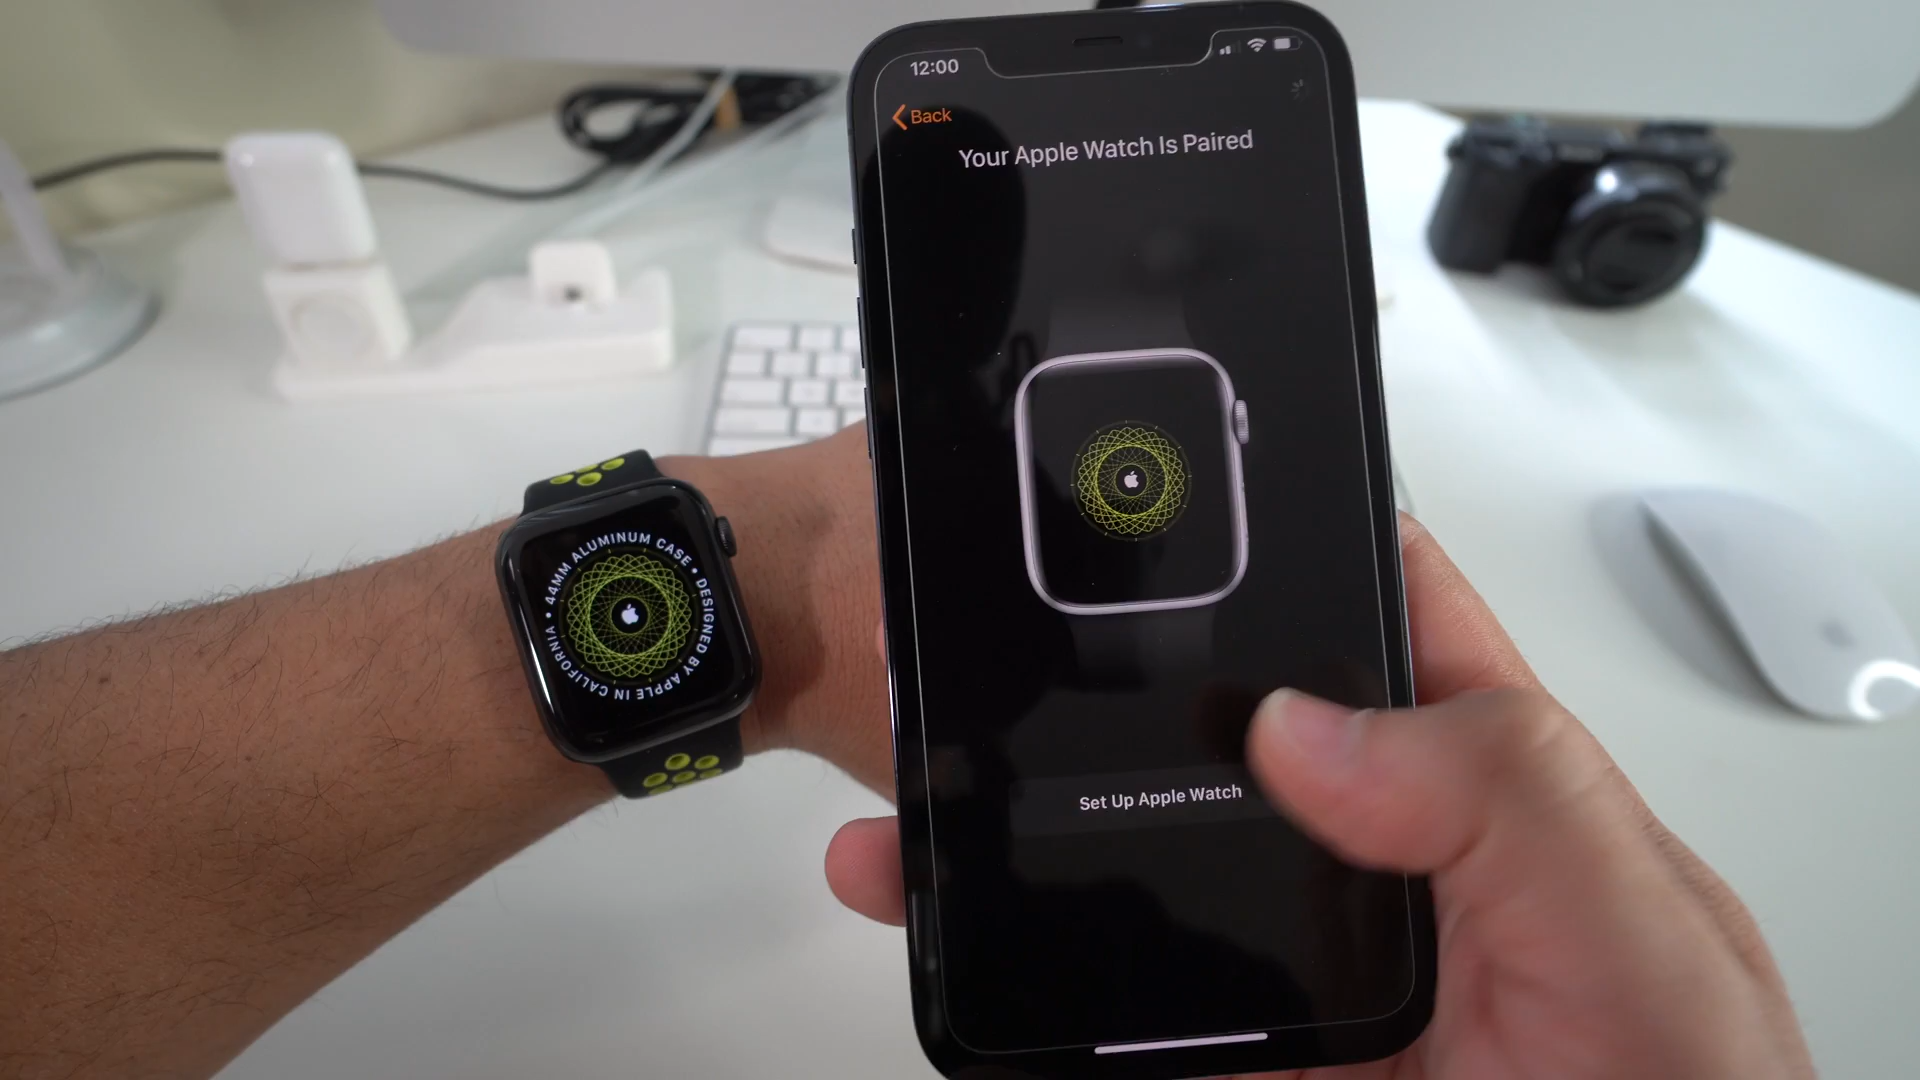 12:00
Back
Your Apple Watch Is Paired
Set Up Apple Watch
44MM ALUMINUM CASE • DESIGNED BY APPLE IN CALIFORNIA •